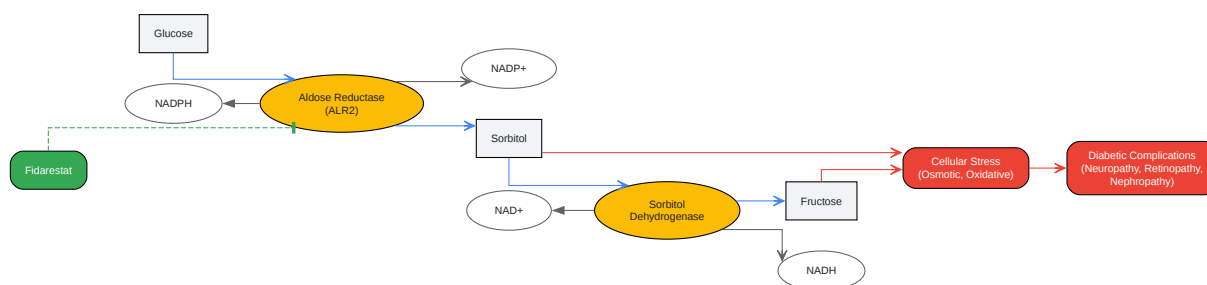 Glucose
NADP+
NADPH
Aldose Reductase
(ALR2)
Sorbitol
Fidarestat
Cellular Stress
(Osmotic, Oxidative)
Diabetic Complications
(Neuropathy, Retinopathy,
Nephropathy)
NAD+
Sorbitol
Dehydrogenase
Fructose
NADH